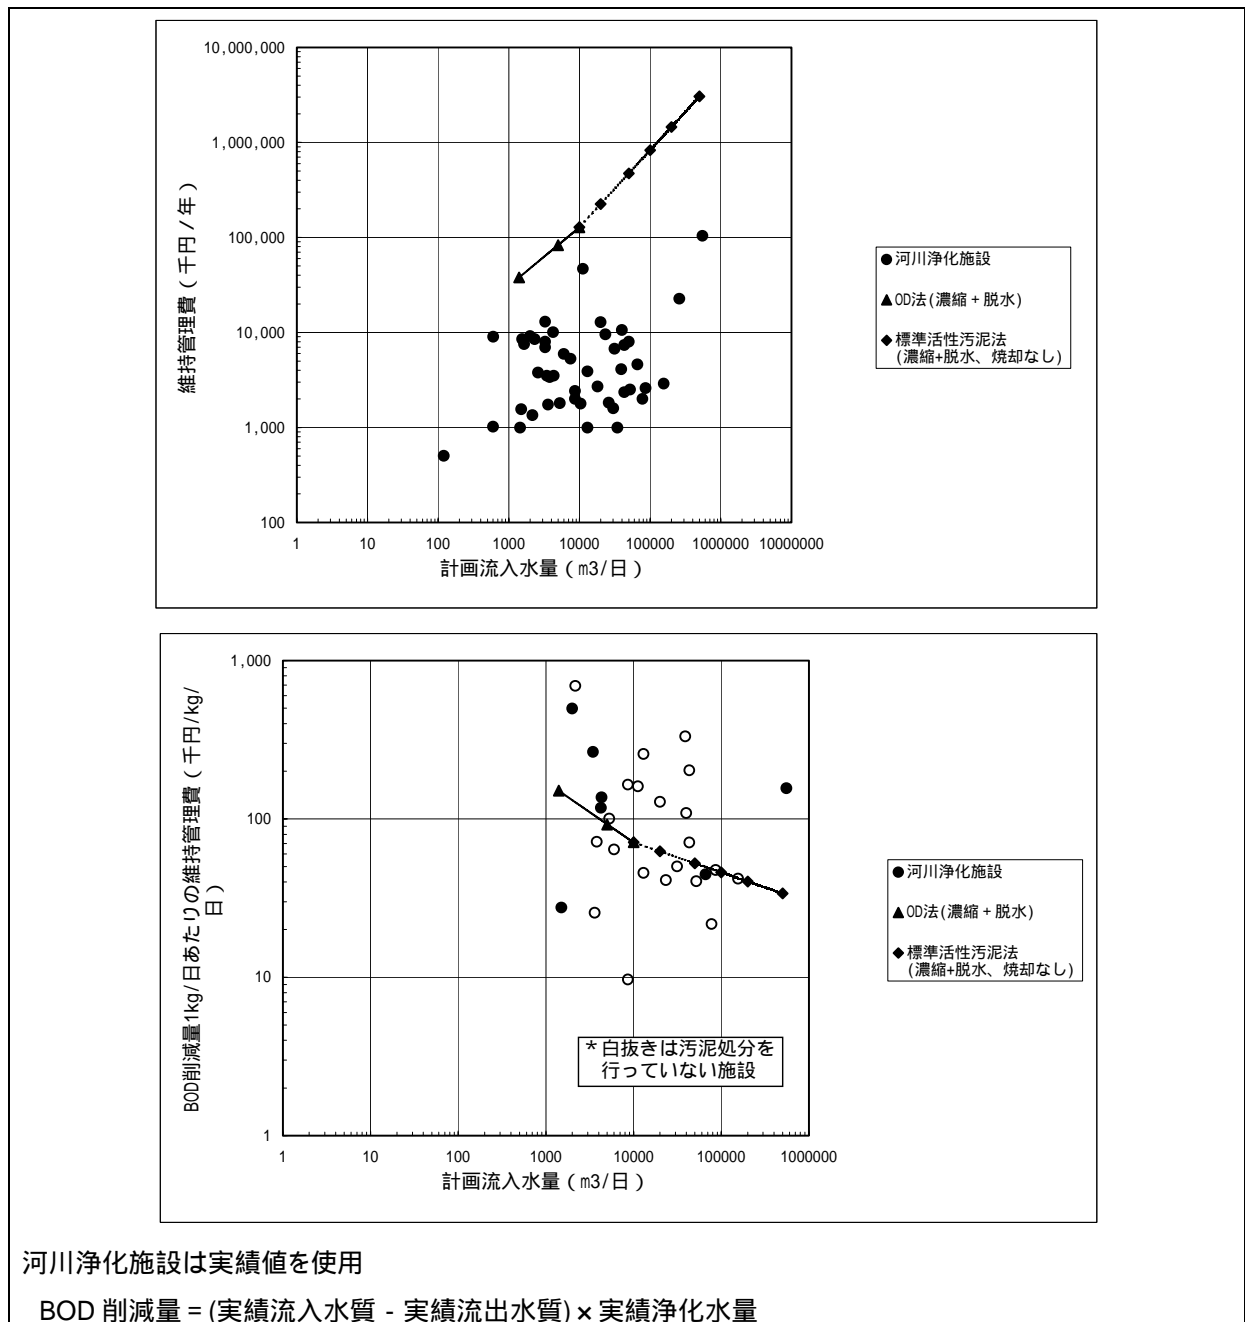 10,000,000
1,000,000
100,000
10,000
1,000
100
維持管理費(千円/年)
1 10 100 1000 10000 100000 1000000 10000000
計画流入水量(m3/日)
●河川浄化施設
▲OD法(濃縮+脱水)
◆標準活性汚泥法
(濃縮+脱水、焼却なし)
1,000
100
10
1
BOD削減量1kg/日あたりの維持管理費(千円/kg/
日)
1 10 100 1000 10000 100000 1000000
計画流入水量(m3/日)
●河川浄化施設
▲OD法(濃縮+脱水)
◆標準活性汚泥法
(濃縮+脱水、焼却なし)
*白抜きは汚泥処分を
行っていない施設
河川浄化施設は実績値を使用
BOD 削減量 = (実績流入水質 - 実績流出水質) × 実績浄化水量